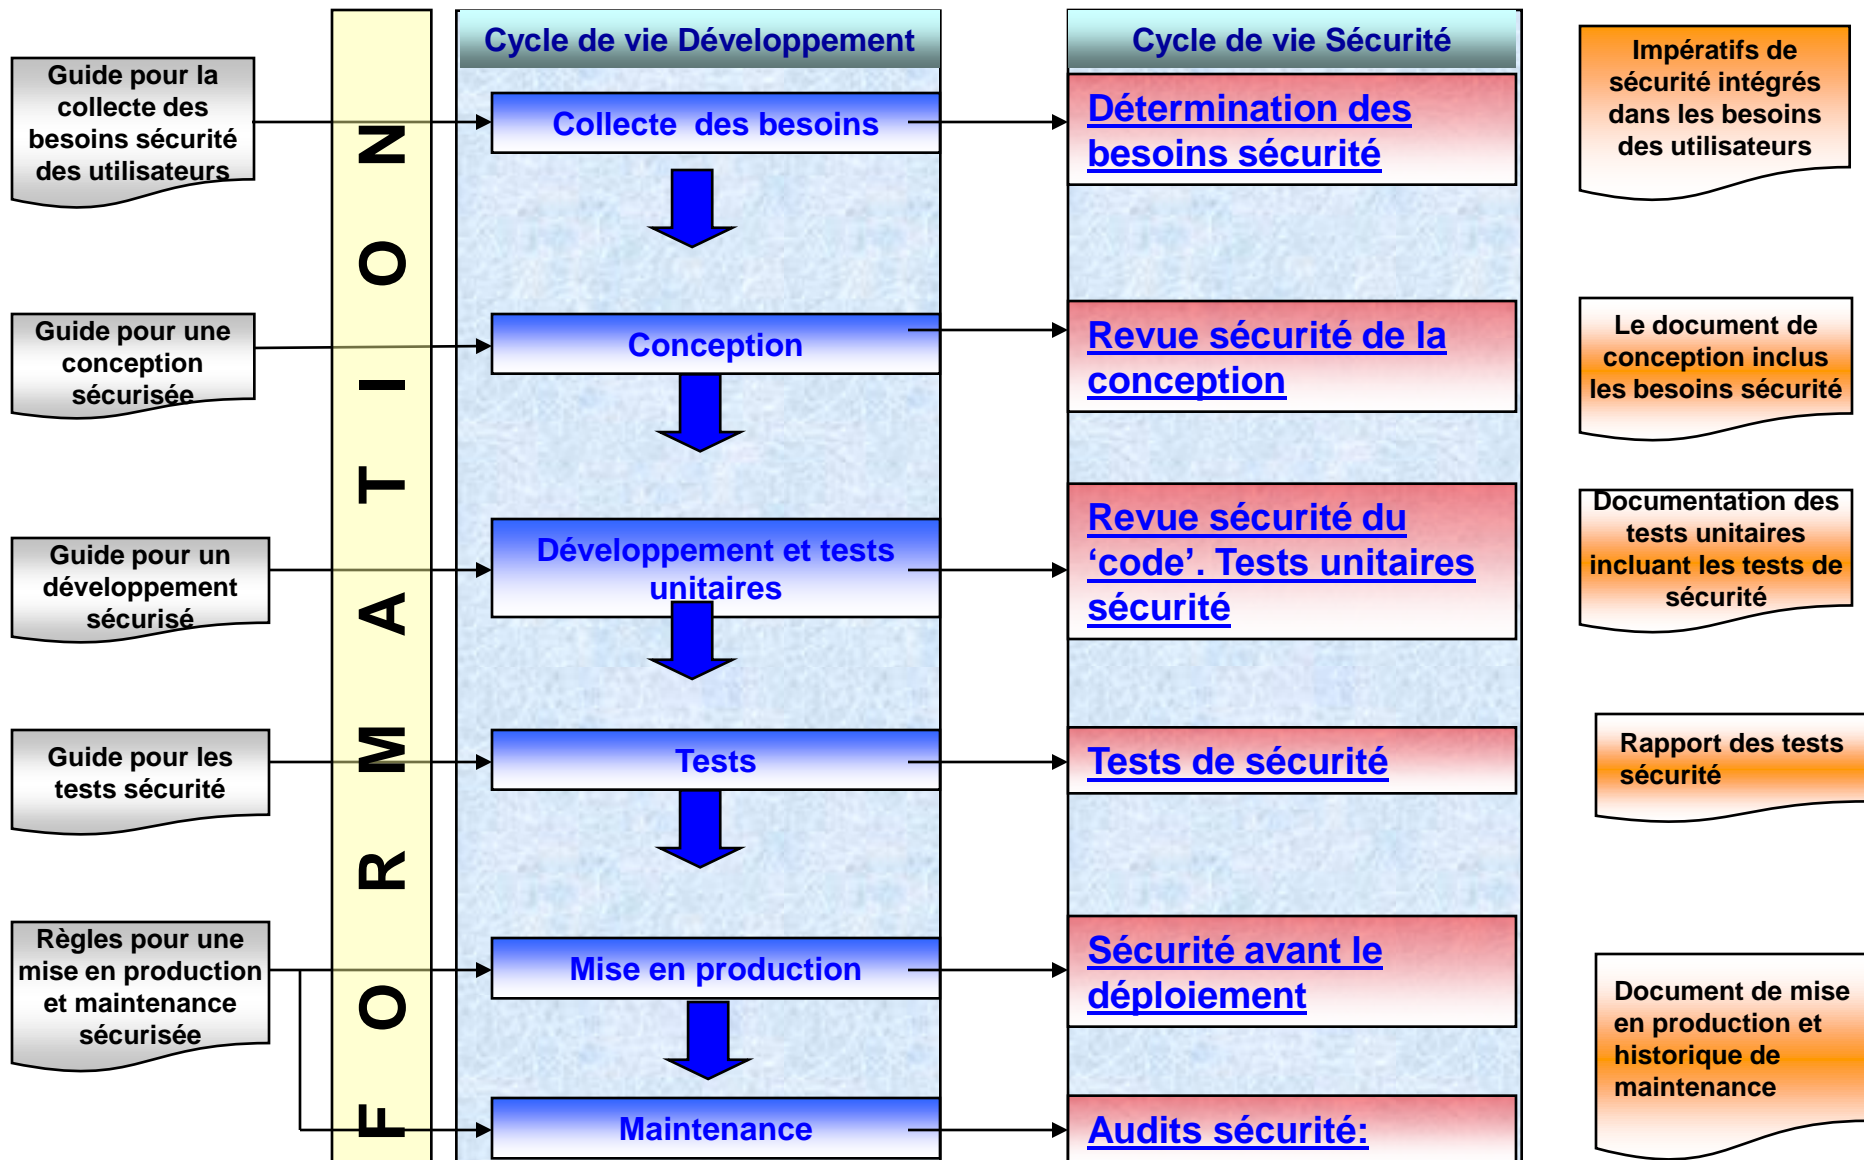 Cycle de vie Développement
Cycle de vie Sécurité
Guide pour la
collecte des
besoins sécurité
des utilisateurs
Collecte des besoins
Détermination des
besoins sécurité
Impératifs de
sécurité intégrés
dans les besoins
des utilisateurs
FORMATION
Guide pour une
conception
sécurisée
Conception
Revue sécurité de la
conception
Le document de
conception inclus
les besoins sécurité
Guide pour un
développement
sécurisé
Développement et tests
unitaires
Revue sécurité du
‘code’. Tests unitaires
sécurité
Documentation des
tests unitaires
incluant les tests de
sécurité
Guide pour les
tests sécurité
Tests
Tests de sécurité
Rapport des tests
sécurité
Règles pour une
mise en production
et maintenance
sécurisée
Mise en production
Sécurité avant le
déploiement
Document de mise
en production et
historique de
maintenance
Maintenance
Audits sécurité: